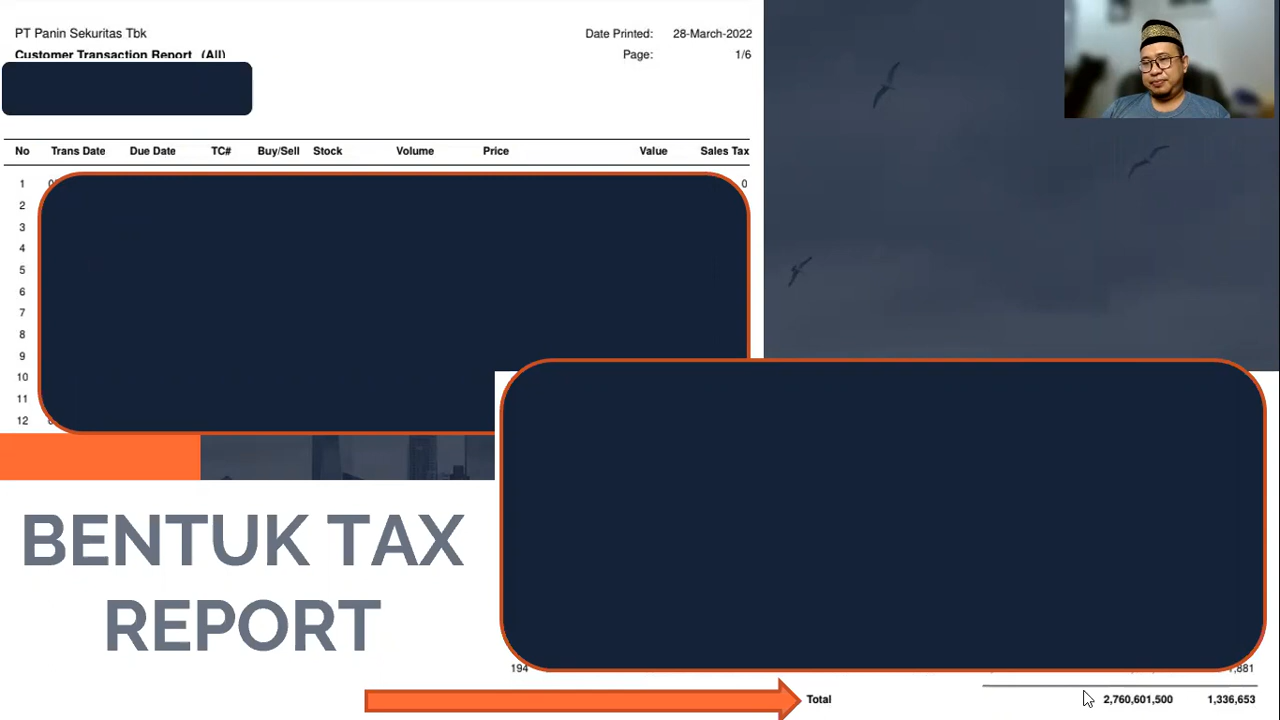 PT Panin Sekuritas Tbk
Date Printed: 28-March-2022
Customer Transaction Report (All)
Page: 1/6
No Trans Date Due Date TC# Buy/Sell Stock Volume Price Value Sales Tax
1 0
2
3
4
5
6
7
8
9
10
11
12
BENTUK TAX
REPORT
194 ,881
Total 2,760,601,500 1,336,653